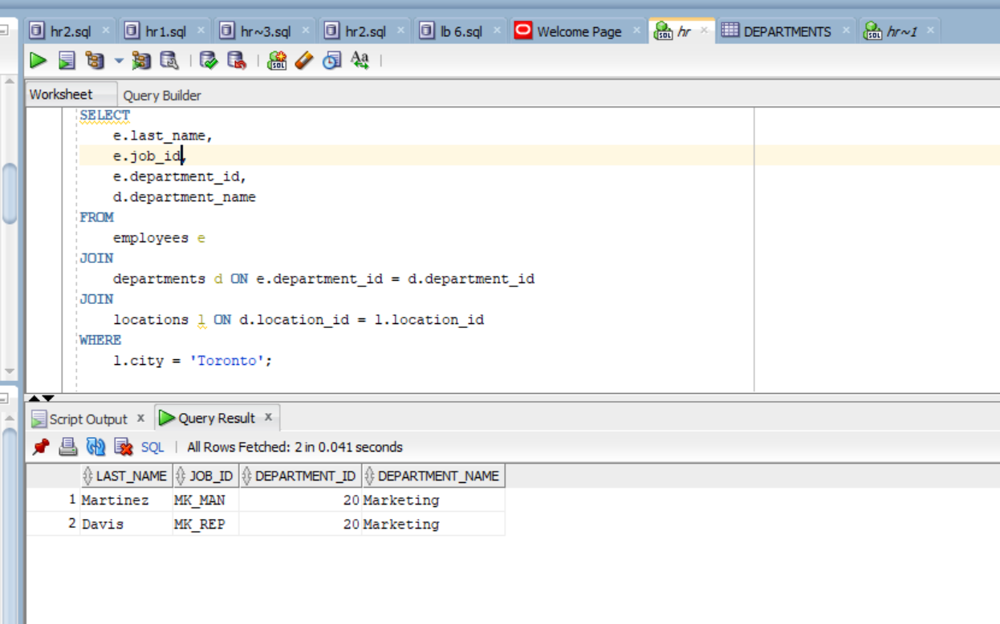 hr2.sql × hr1.sql × hr~3.sql × hr2.sql × lb 6.sql × Welcome Page × hr × DEPARTMENTS × hr~1 ×
Worksheet Query Builder
SELECT
e.last_name,
e.job_id,
e.department_id,
d.department_name
FROM
employees e
JOIN
departments d ON e.department_id = d.department_id
JOIN
locations l ON d.location_id = l.location_id
WHERE
l.city = 'Toronto';
Script Output x Query Result x
SQL | All Rows Fetched: 2 in 0.041 seconds
LAST_NAME JOB_ID DEPARTMENT_ID DEPARTMENT_NAME
1 Martinez MK_MAN 20 Marketing
2 Davis MK_REP 20 Marketing